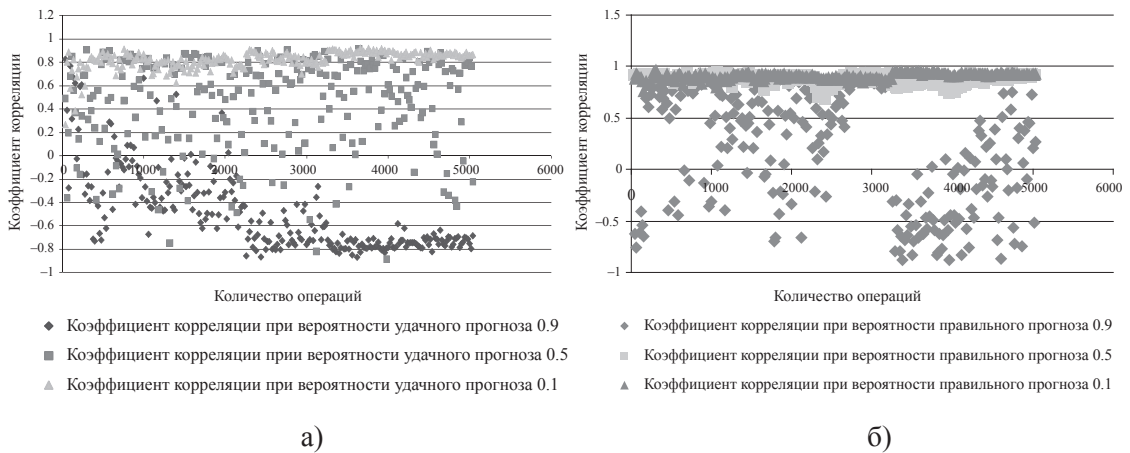 1.2
1
0.8
0.6
0.4
0.2
0
−0.2
−0.4
−0.6
−0.8
−1
0
1000
2000
3000
4000
5000
6000
Коэффициент корреляции
Количество операций
Коэффициент корреляции при вероятности удачного прогноза 0.9
Коэффициент корреляции прии вероятности удачного прогноза 0.5
Коэффициент корреляции при вероятности удачного прогноза 0.1
а)
1.5
1
0.5
0
−0.5
−1
0
1000
2000
3000
4000
5000
6000
Коэффициент корреляции
Количество операций
Коэффициент корреляции при вероятности правильного прогноза 0.9
Коэффициент корреляции при вероятности правильного прогноза 0.5
Коэффициент корреляции при вероятности правильного прогноза 0.1
б)